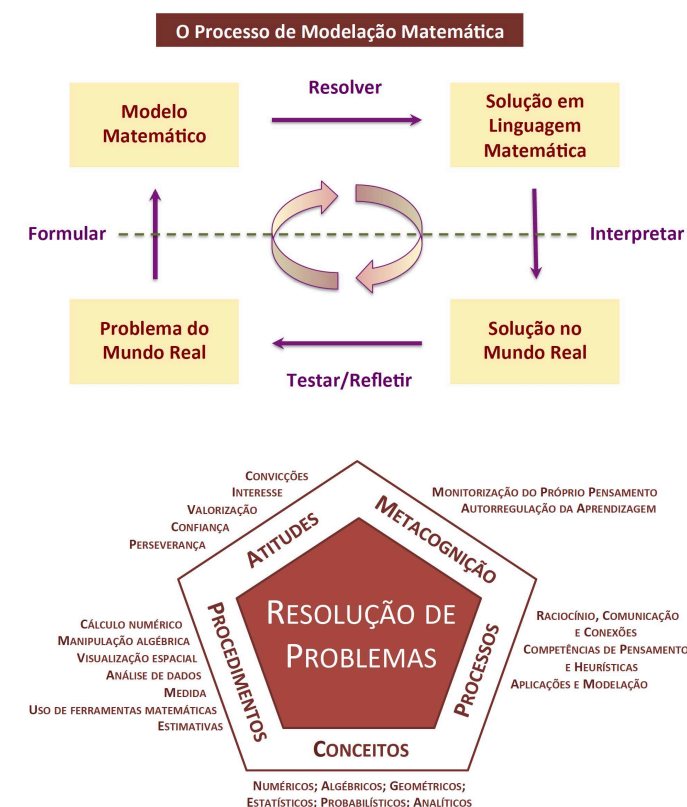 O Processo de Modelação Matemática
Resolver
Modelo
Matemático
Solução em
Linguagem
Matemática
Formular
Interpretar
Problema do
Mundo Real
Solução no
Mundo Real
Testar/Refletir
CONVICÇÕES
INTERESSE
VALORIZAÇÃO
CONFIANÇA
PERSEVERANÇA
ATITUDES
METACOGNIÇÃO
MONITORIZAÇÃO DO PRÓPRIO PENSAMENTO
AUTORREGULAÇÃO DA APRENDIZAGEM
RESOLUÇÃO DE
PROBLEMAS
CÁLCULO NUMÉRICO
MANIPULAÇÃO ALGÉBRICA
VISUALIZAÇÃO ESPACIAL
ANÁLISE DE DADOS
MEDIDA
USO DE FERRAMENTAS MATEMÁTICAS
ESTIMATIVAS
PROCEDIMENTOS
PROCESSOS
RACIOCÍNIO, COMUNICAÇÃO
E CONEXÕES
COMPETÊNCIAS DE PENSAMENTO
E HEURÍSTICAS
APLICAÇÕES E MODELAÇÃO
CONCEITOS
NUMÉRICOS; ALGÉBRICOS; GEOMÉTRICOS;
ESTATÍSTICOS; PROBABILÍSTICOS; ANALÍTICOS